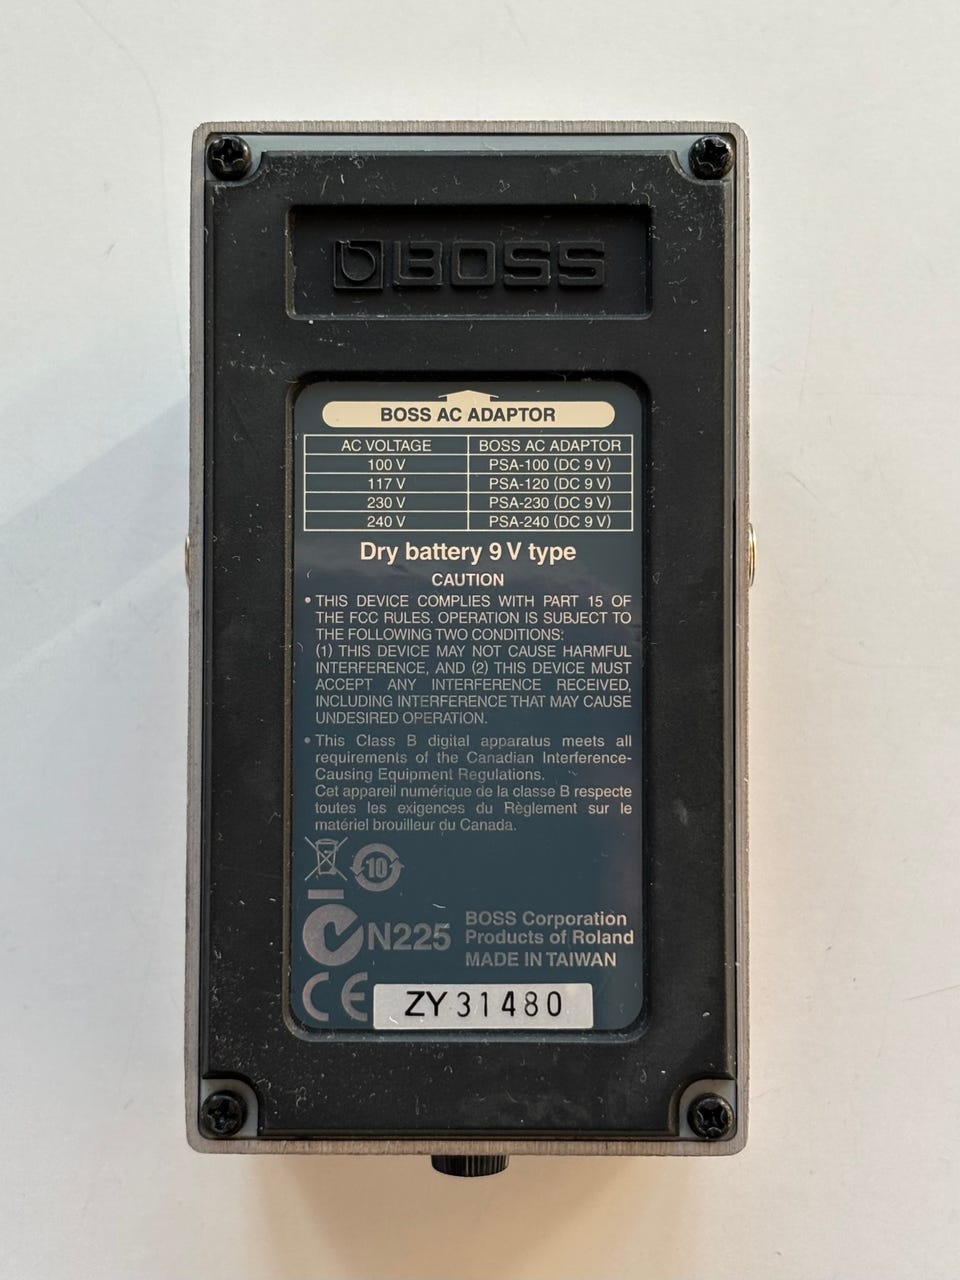 BOSS
BOSS AC ADAPTOR
AC VOLTAGE BOSS AC ADAPTOR
100 V PSA-100 (DC 9 V)
117 V PSA-120 (DC 9 V)
230 V PSA-230 (DC 9 V)
240 V PSA-240 (DC 9 V)
Dry battery 9 V type
CAUTION
• THIS DEVICE COMPLIES WITH PART 15 OF
THE FCC RULES. OPERATION IS SUBJECT TO
THE FOLLOWING TWO CONDITIONS:
(1) THIS DEVICE MAY NOT CAUSE HARMFUL
INTERFERENCE, AND (2) THIS DEVICE MUST
ACCEPT ANY INTERFERENCE RECEIVED,
INCLUDING INTERFERENCE THAT MAY CAUSE
UNDESIRED OPERATION.
• This Class B digital apparatus meets all
requirements of the Canadian Interference-
Causing Equipment Regulations.
Cet appareil numérique de la classe B respecte
toutes les exigences du Règlement sur le
matériel brouilleur du Canada.
10
N225
BOSS Corporation
Products of Roland
MADE IN TAIWAN
CE
ZY 31480